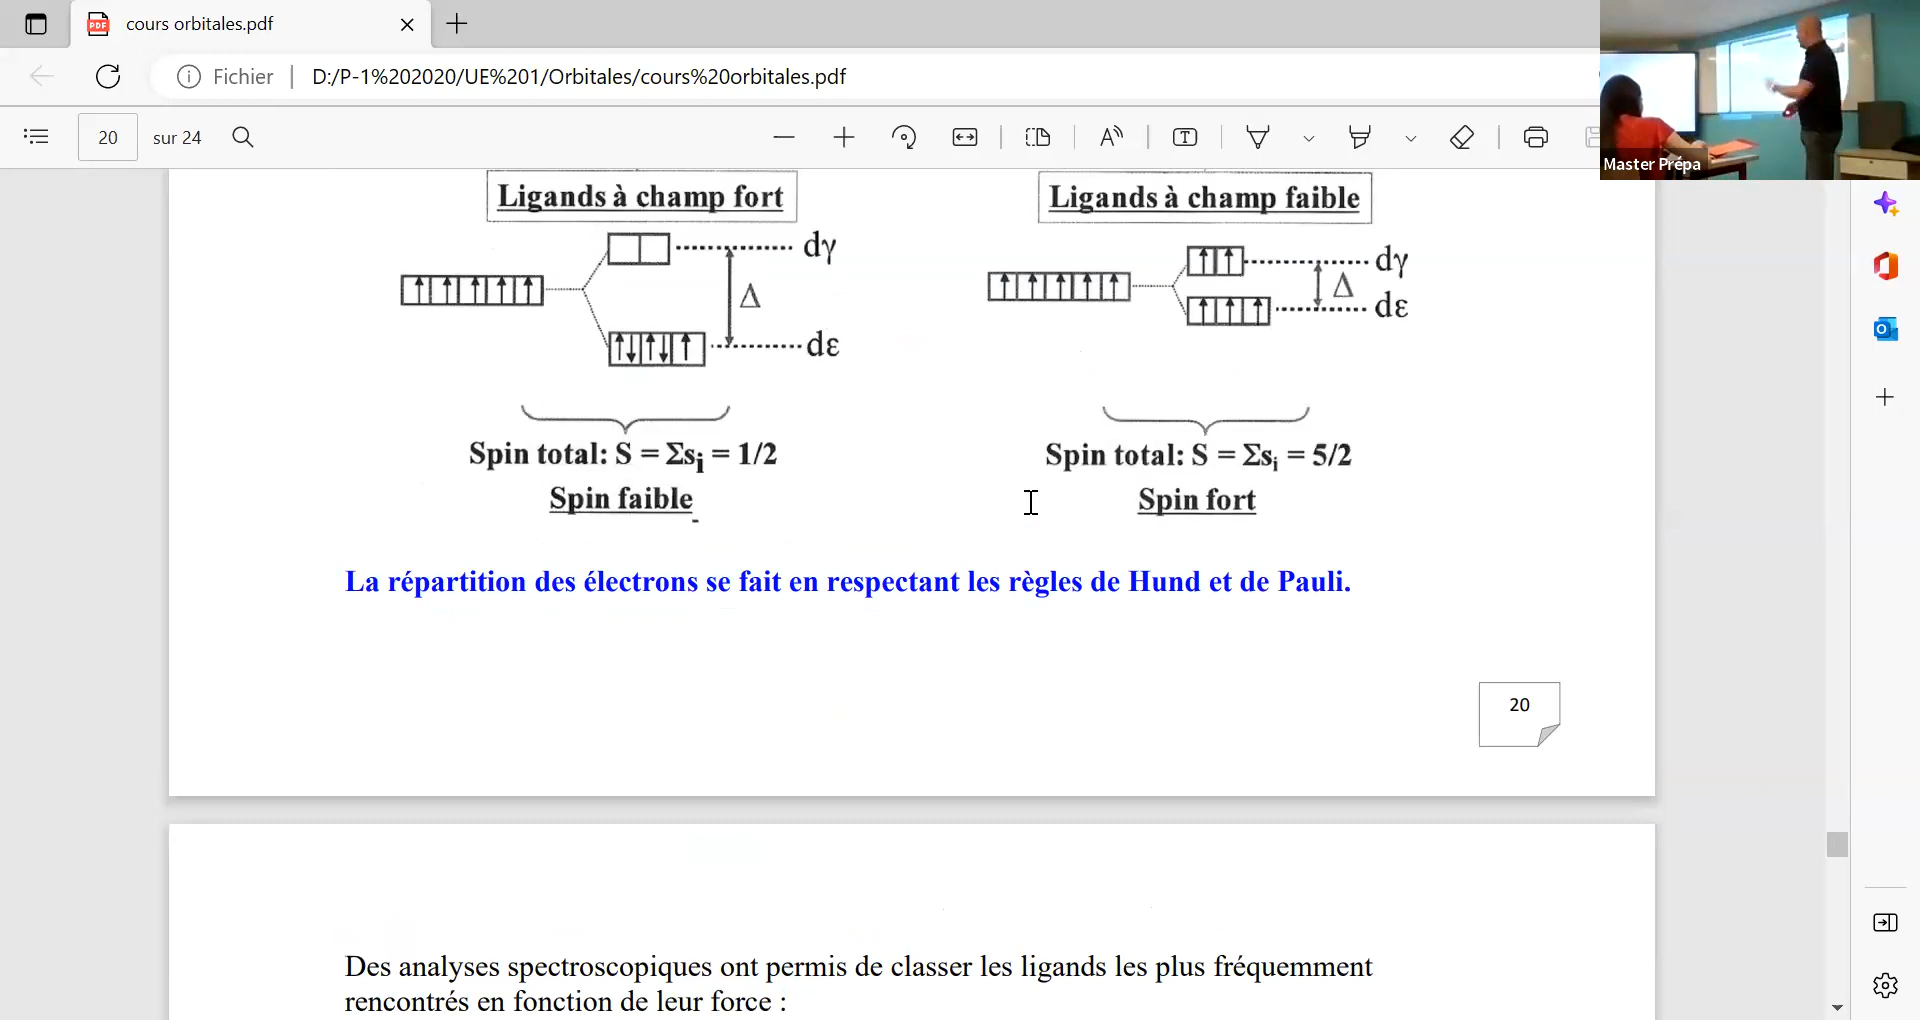 cours orbitales.pdf
Fichier
D:/P-1%202020/UE%201/Orbitales/cours%20orbitales.pdf
20 sur 24
Master Prépa
Ligands à champ fort
Ligands à champ faible
dγ
Δ
dε
dγ
Δ
dε
Spin total: S = Σsi = 1/2
Spin faible
Spin total: S = Σsi = 5/2
Spin fort
La répartition des électrons se fait en respectant les règles de Hund et de Pauli.
20
Des analyses spectroscopiques ont permis de classer les ligands les plus fréquemment
rencontrés en fonction de leur force :